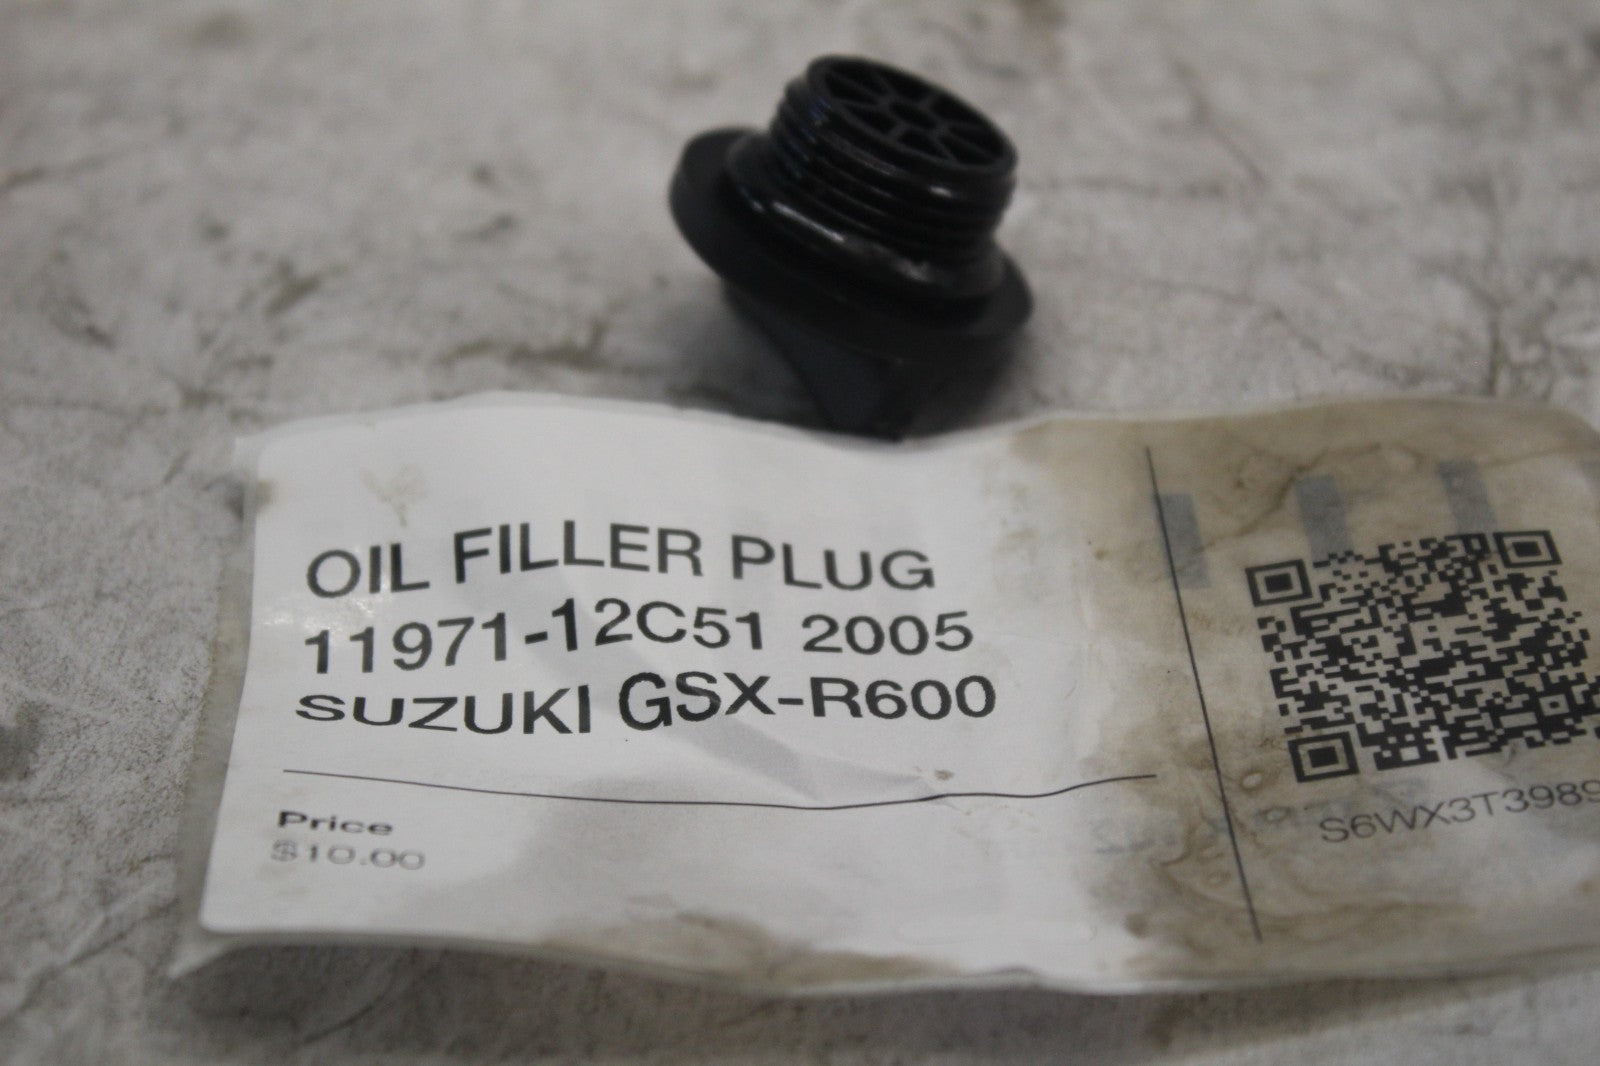 OIL FILLER PLUG
11971-12C51 2005
SUZUKI GSX-R600
Price
$10.00
S6WX3T3989